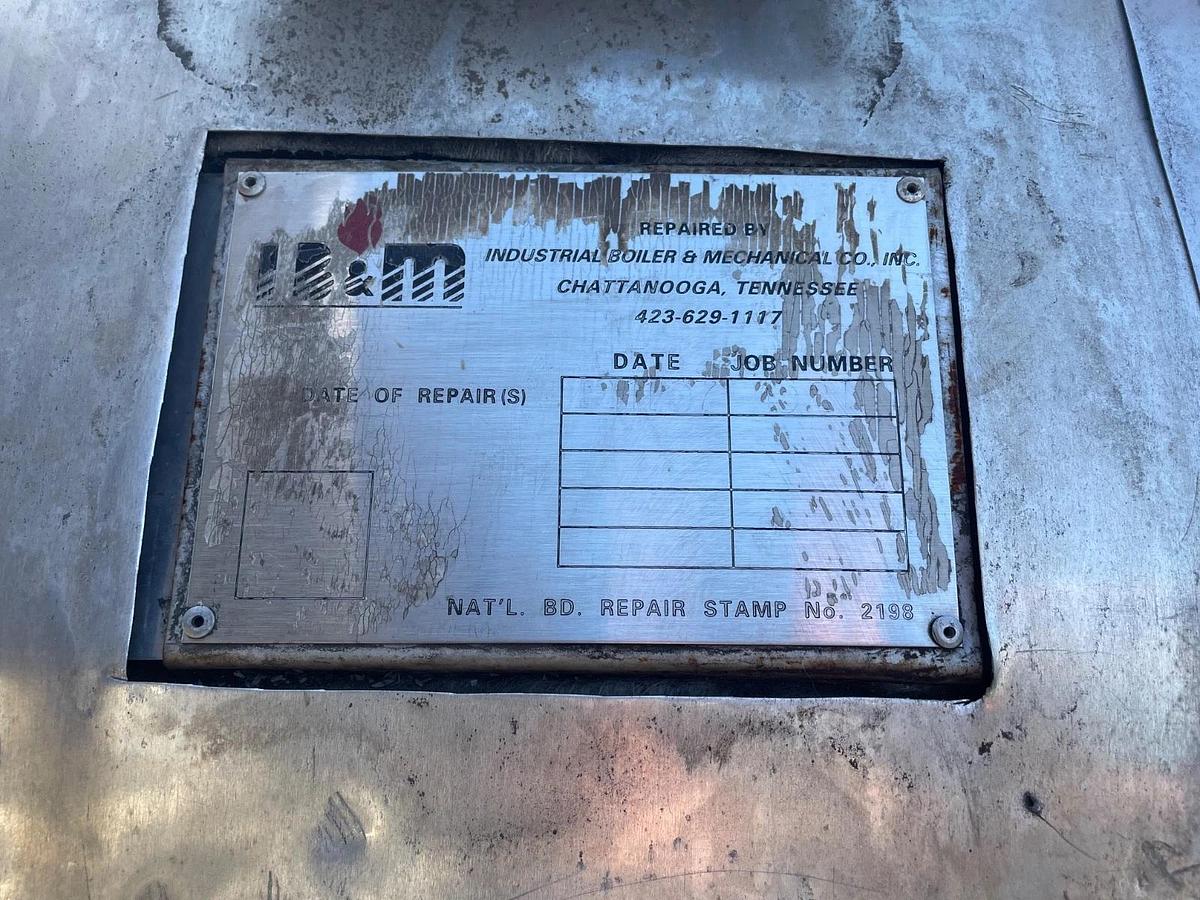 IB&M
REPAIRED BY
INDUSTRIAL BOILER & MECHANICAL CO., INC.
CHATTANOOGA, TENNESSEE
423-629-1117
DATE JOB NUMBER
DATE OF REPAIR(S)
NAT'L. BD. REPAIR STAMP No. 2198